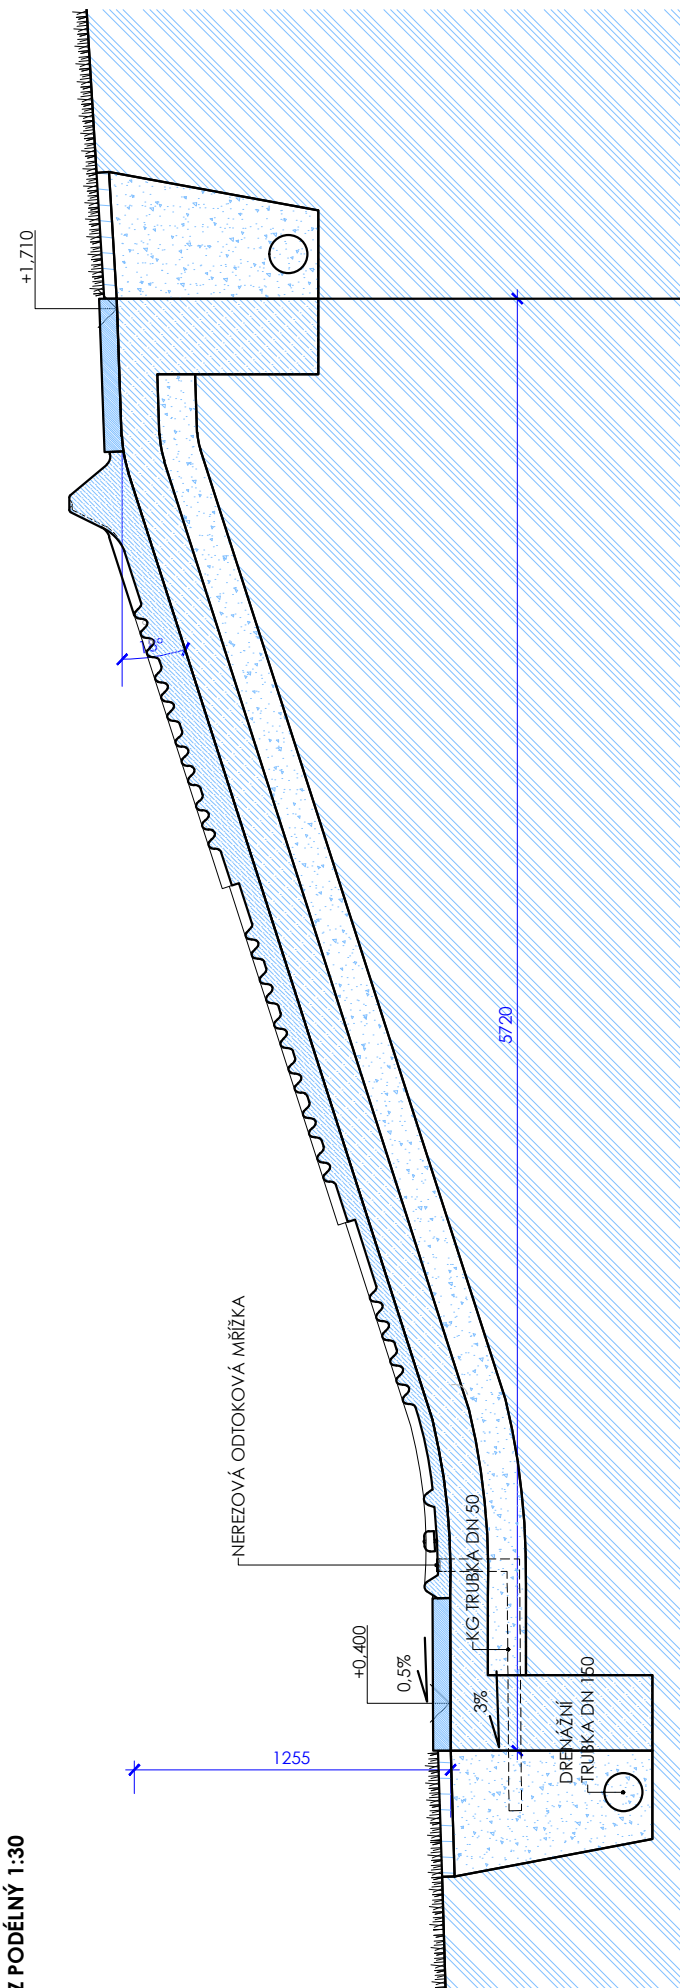 Z PODÉLNÝ 1:30
+1,710
5720
NEREZOVÁ ODTOKOVÁ MŘÍŽKA
KG TRUBKA DN 50
+0,400
0,5%
3%
DRENÁŽNÍ
TRUBKA DN 150
1255